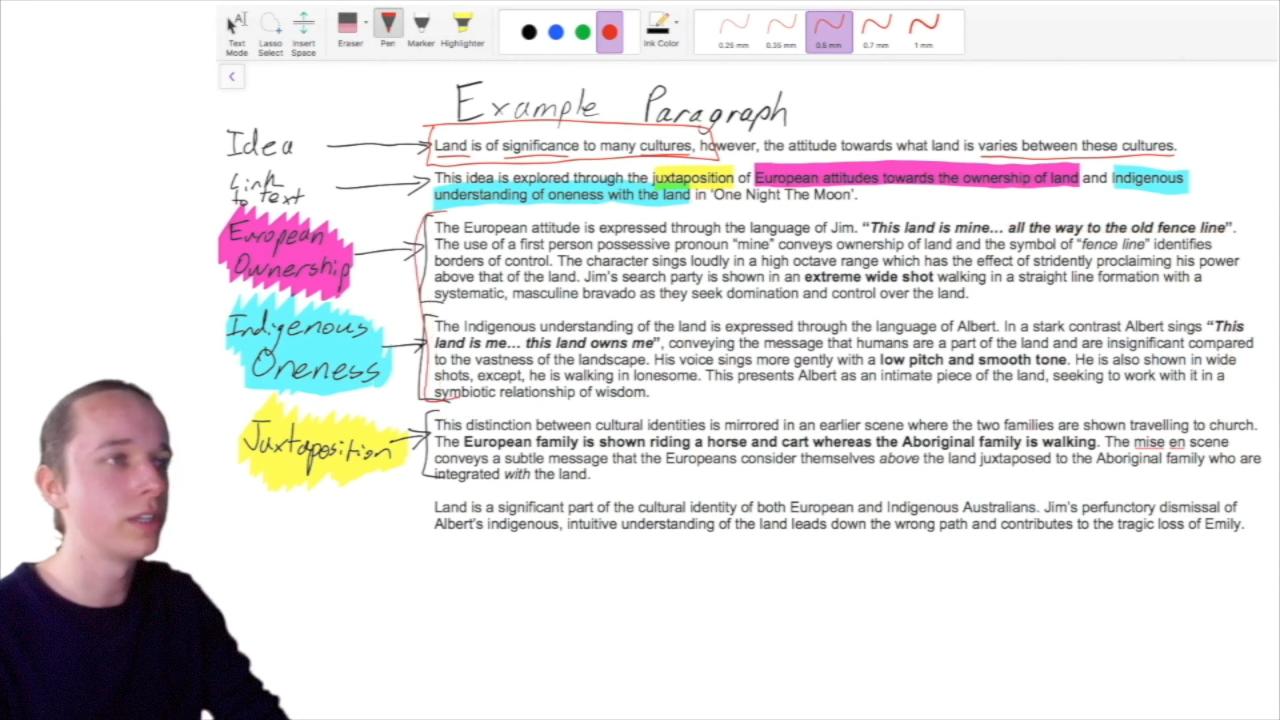 Text Mode
Lasso Select
Insert Space
Eraser
Pen
Marker
Highlighter
Ink Color
0.25 mm
0.35 mm
0.5 mm
0.7 mm
1 mm
Example Paragraph
Idea
Land is of significance to many cultures, however, the attitude towards what land is varies between these cultures.
Link to text
This idea is explored through the juxtaposition of European attitudes towards the ownership of land and Indigenous
understanding of oneness with the land in 'One Night The Moon'.
European
Ownership
The European attitude is expressed through the language of Jim. "This land is mine... all the way to the old fence line".
The use of a first person possessive pronoun "mine" conveys ownership of land and the symbol of "fence line" identifies
borders of control. The character sings loudly in a high octave range which has the effect of stridently proclaiming his power
above that of the land. Jim's search party is shown in an extreme wide shot walking in a straight line formation with a
systematic, masculine bravado as they seek domination and control over the land.
Indigenous
Oneness
The Indigenous understanding of the land is expressed through the language of Albert. In a stark contrast Albert sings "This
land is me... this land owns me", conveying the message that humans are a part of the land and are insignificant compared
to the vastness of the landscape. His voice sings more gently with a low pitch and smooth tone. He is also shown in wide
shots, except, he is walking in lonesome. This presents Albert as an intimate piece of the land, seeking to work with it in a
symbiotic relationship of wisdom.
Juxtaposition
This distinction between cultural identities is mirrored in an earlier scene where the two families are shown travelling to church.
The European family is shown riding a horse and cart whereas the Aboriginal family is walking. The mise en scene
conveys a subtle message that the Europeans consider themselves above the land juxtaposed to the Aboriginal family who are
integrated with the land.
Land is a significant part of the cultural identity of both European and Indigenous Australians. Jim's perfunctory dismissal of
Albert's indigenous, intuitive understanding of the land leads down the wrong path and contributes to the tragic loss of Emily.